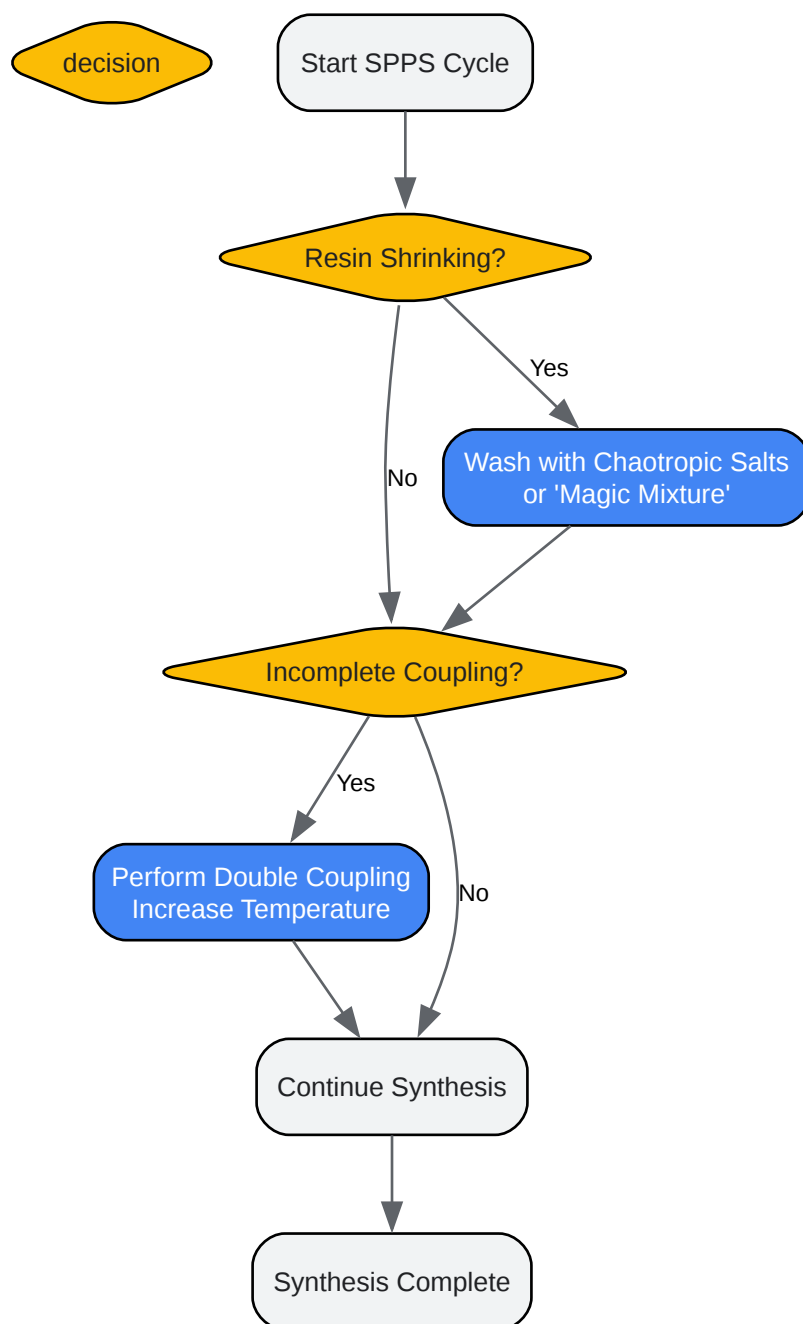 decision
Start SPPS Cycle
Resin Shrinking?
Yes
Wash with Chaotropic Salts
or 'Magic Mixture'
No
Incomplete Coupling?
Yes
Perform Double Coupling
Increase Temperature
No
Continue Synthesis
Synthesis Complete